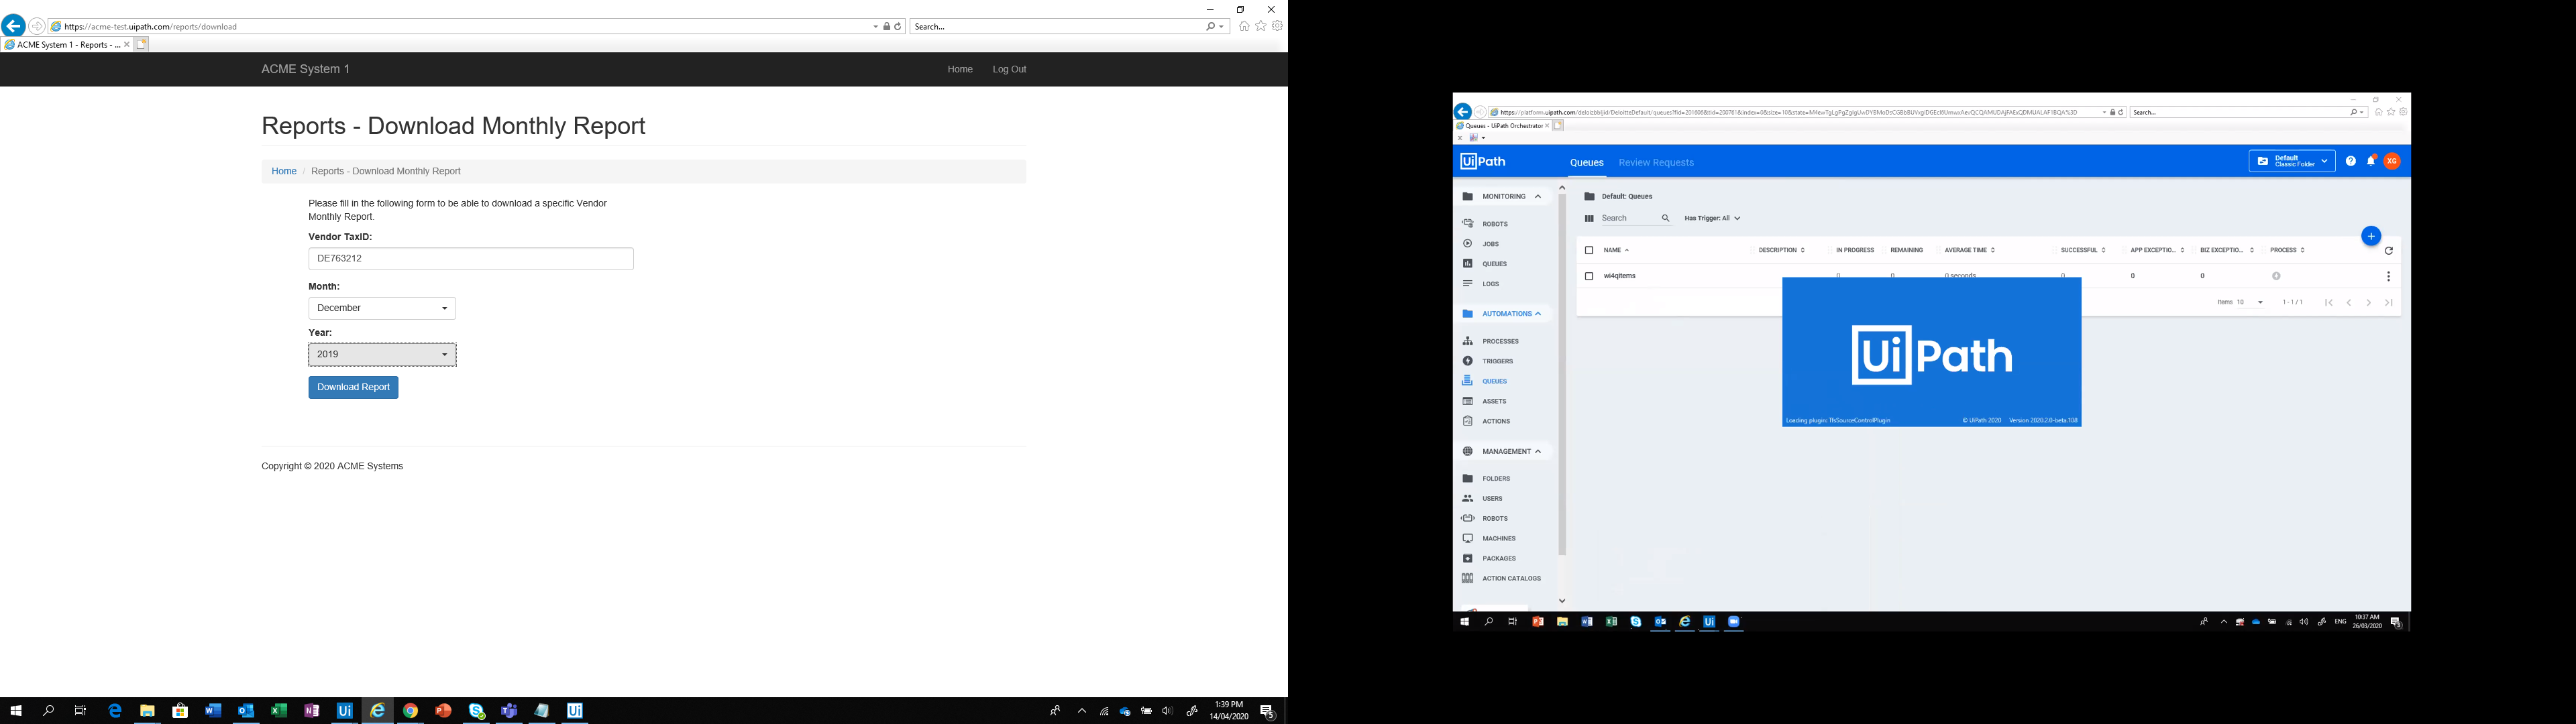 https://acme-test.uipath.com/reports/download
Search...
ACME System 1 - Reports - ...
ACME System 1
Home
Log Out
Reports - Download Monthly Report
Home / Reports - Download Monthly Report
Please fill in the following form to be able to download a specific Vendor
Monthly Report.
Vendor TaxID:
DE763212
Month:
December
Year:
2019
Download Report
Copyright © 2020 ACME Systems
1:39 PM
14/04/2020
5
Search...
Queues - UiPath Orchestrator
UiPath
Queues
Review Requests
Default
Classic Folder
XG
MONITORING
ROBOTS
JOBS
QUEUES
LOGS
AUTOMATIONS
PROCESSES
TRIGGERS
QUEUES
ASSETS
ACTIONS
MANAGEMENT
FOLDERS
USERS
ROBOTS
MACHINES
PACKAGES
ACTION CATALOGS
Default: Queues
Search
Has Trigger: All
NAME DESCRIPTION IN PROGRESS REMAINING AVERAGE TIME SUCCESSFUL APP EXCEPTIO... BIZ EXCEPTIO... PROCESS
wi4qitems 0 0 0 seconds 0 0 0
Items 10
1 - 1 / 1
UiPath
Loading plugin: TfsSourceControlPlugin
© UiPath 2020 Version 2020.2.0-beta.108
ENG
10:37 AM
26/03/2020